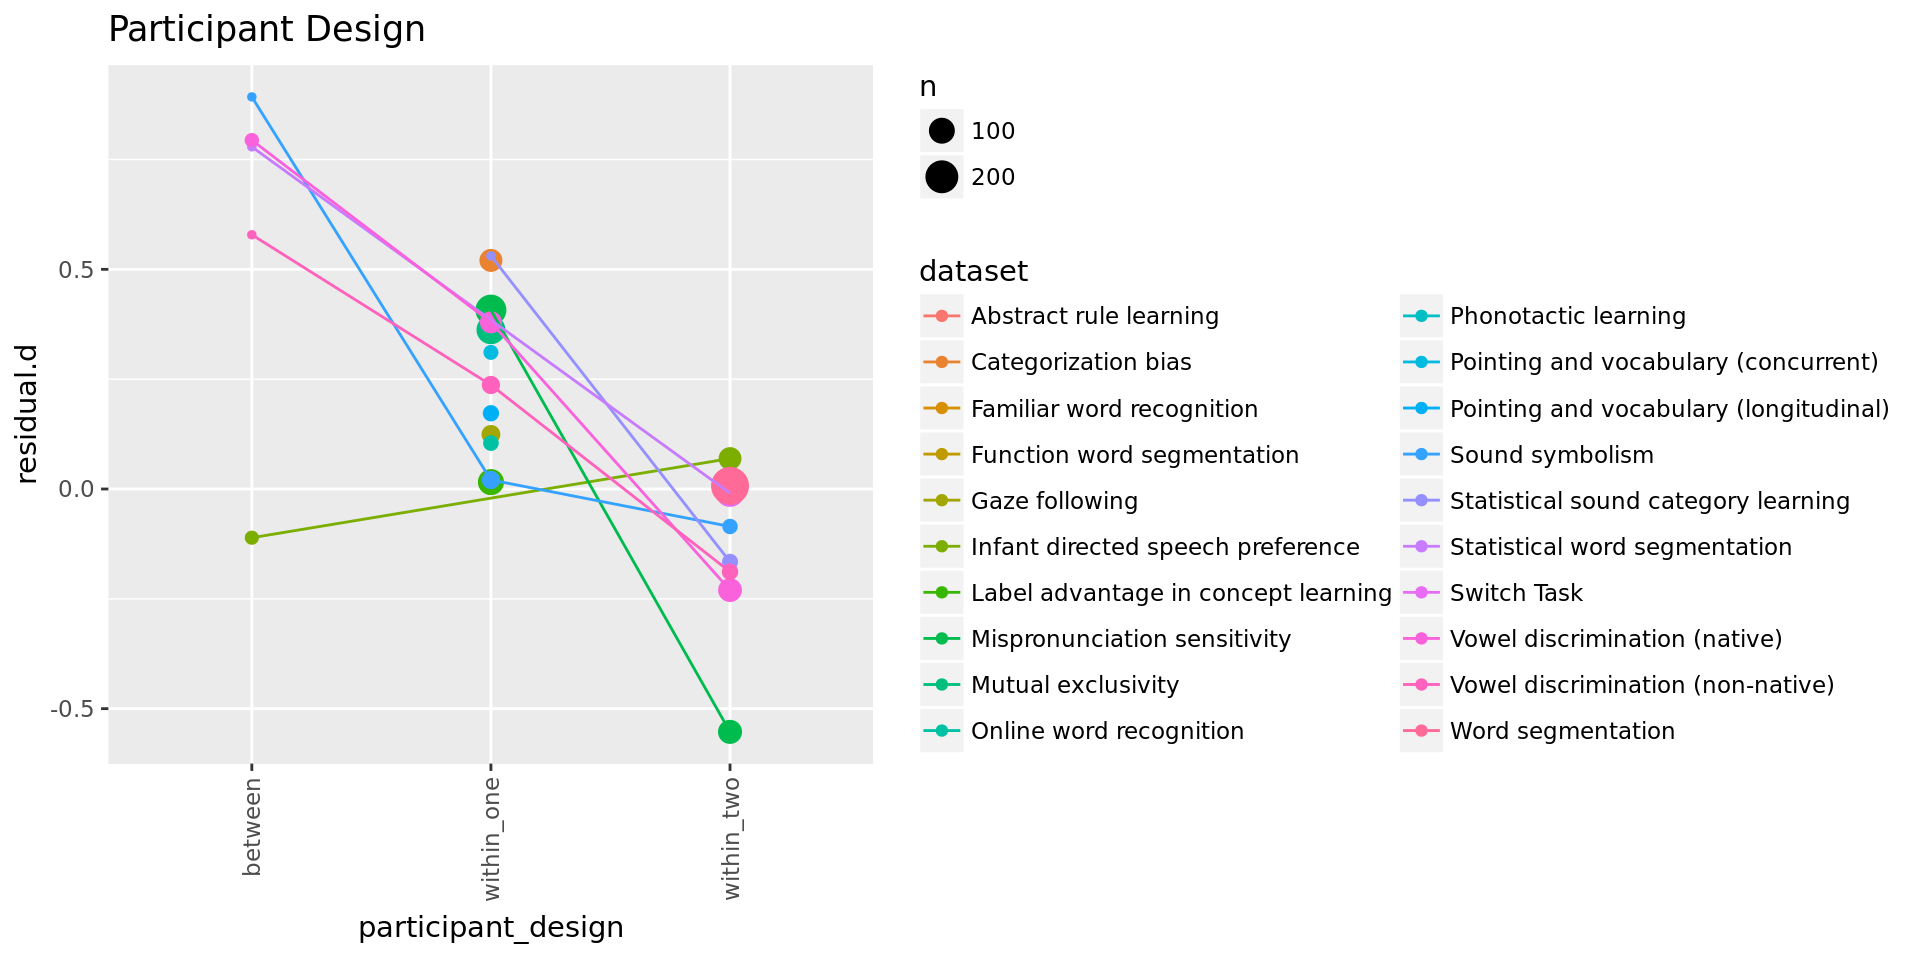 Participant Design
residual.d
0.5
0.0
-0.5
between
within_one
within_two
participant_design
n
100
200
dataset
Abstract rule learning
Categorization bias
Familiar word recognition
Function word segmentation
Gaze following
Infant directed speech preference
Label advantage in concept learning
Mispronunciation sensitivity
Mutual exclusivity
Online word recognition
Phonotactic learning
Pointing and vocabulary (concurrent)
Pointing and vocabulary (longitudinal)
Sound symbolism
Statistical sound category learning
Statistical word segmentation
Switch Task
Vowel discrimination (native)
Vowel discrimination (non-native)
Word segmentation